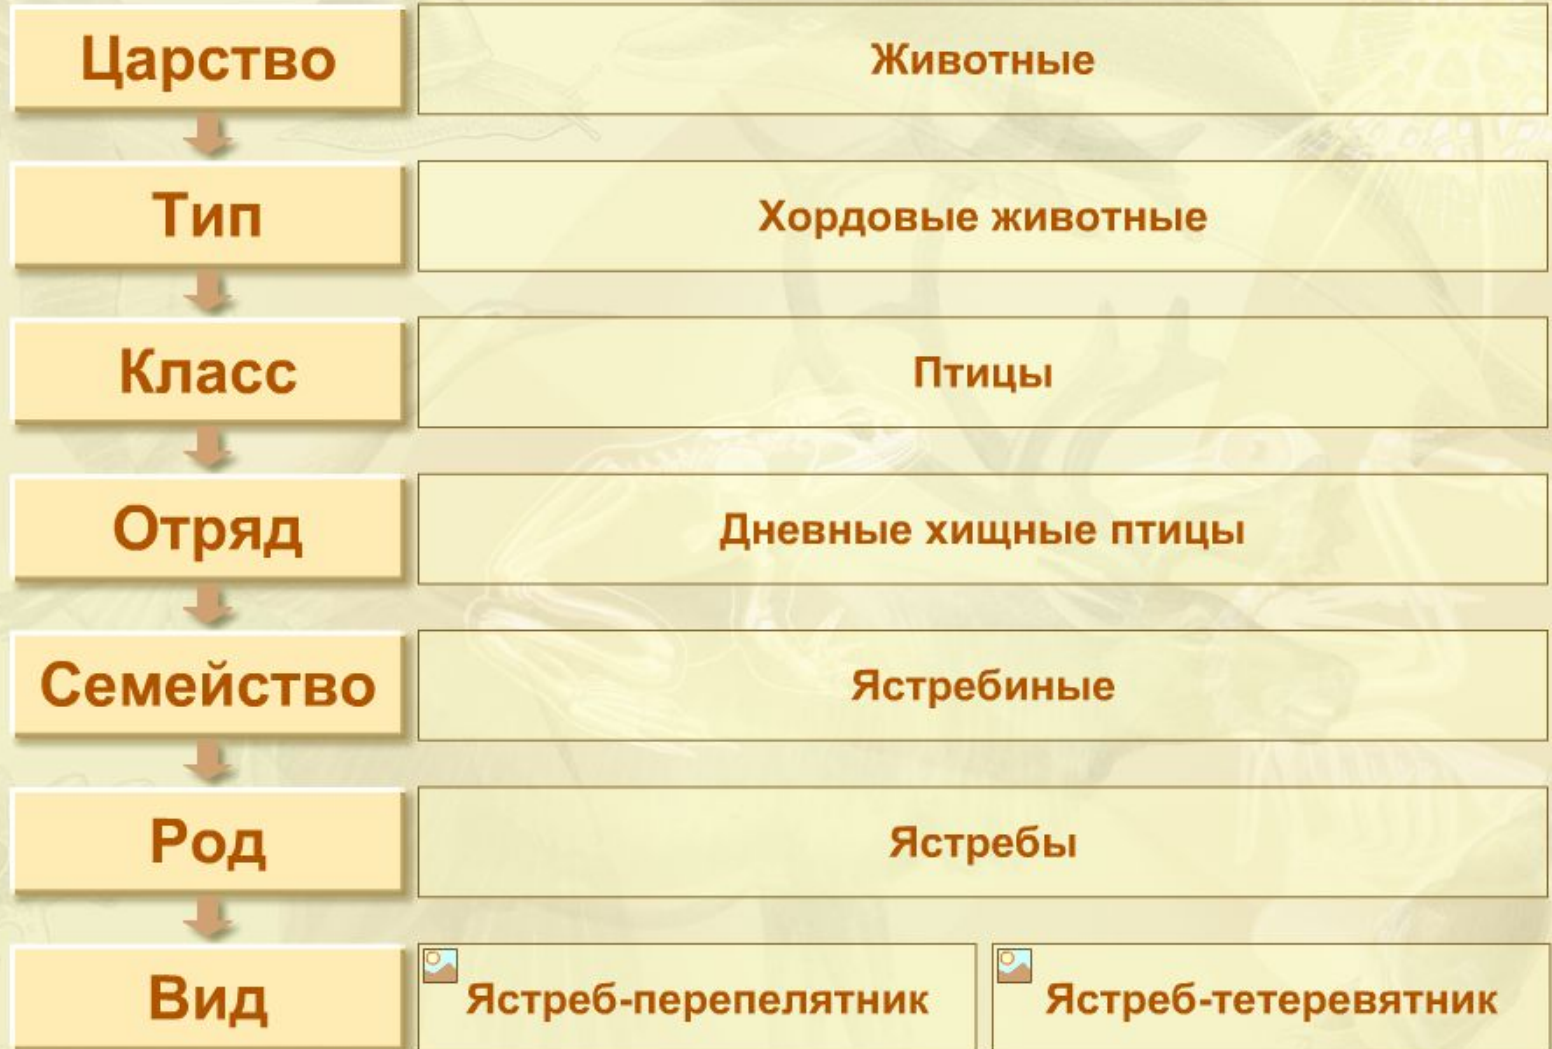 Царство
Животные
Тип
Хордовые животные
Класс
Птицы
Отряд
Дневные хищные птицы
Семейство
Ястребиные
Род
Ястребы
Вид
Ястреб-перепелятник
Ястреб-тетеревятник